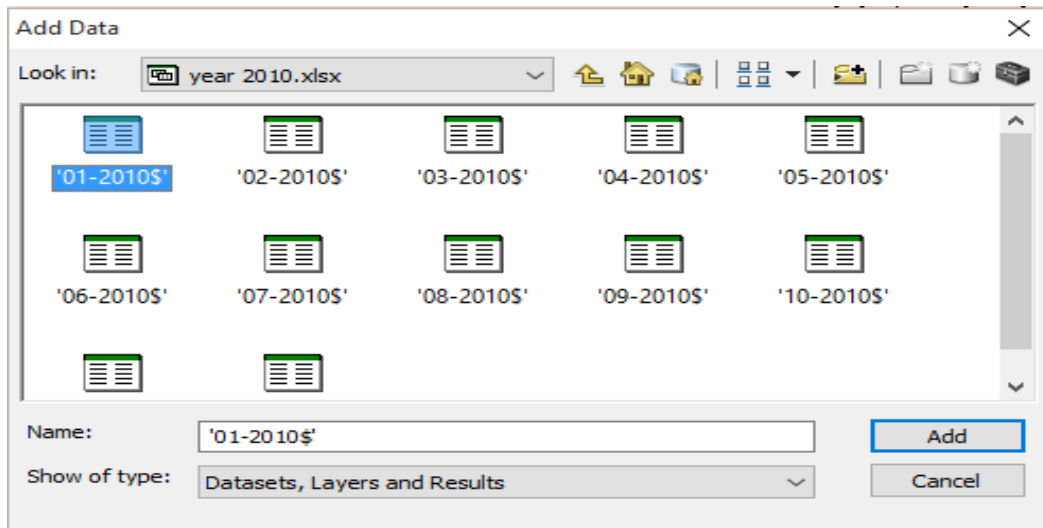 Add Data
Look in: year 2010.xlsx
'01-2010$' '02-2010$' '03-2010$' '04-2010$' '05-2010$'
'06-2010$' '07-2010$' '08-2010$' '09-2010$' '10-2010$'
Name: '01-2010$' Add
Show of type: Datasets, Layers and Results Cancel